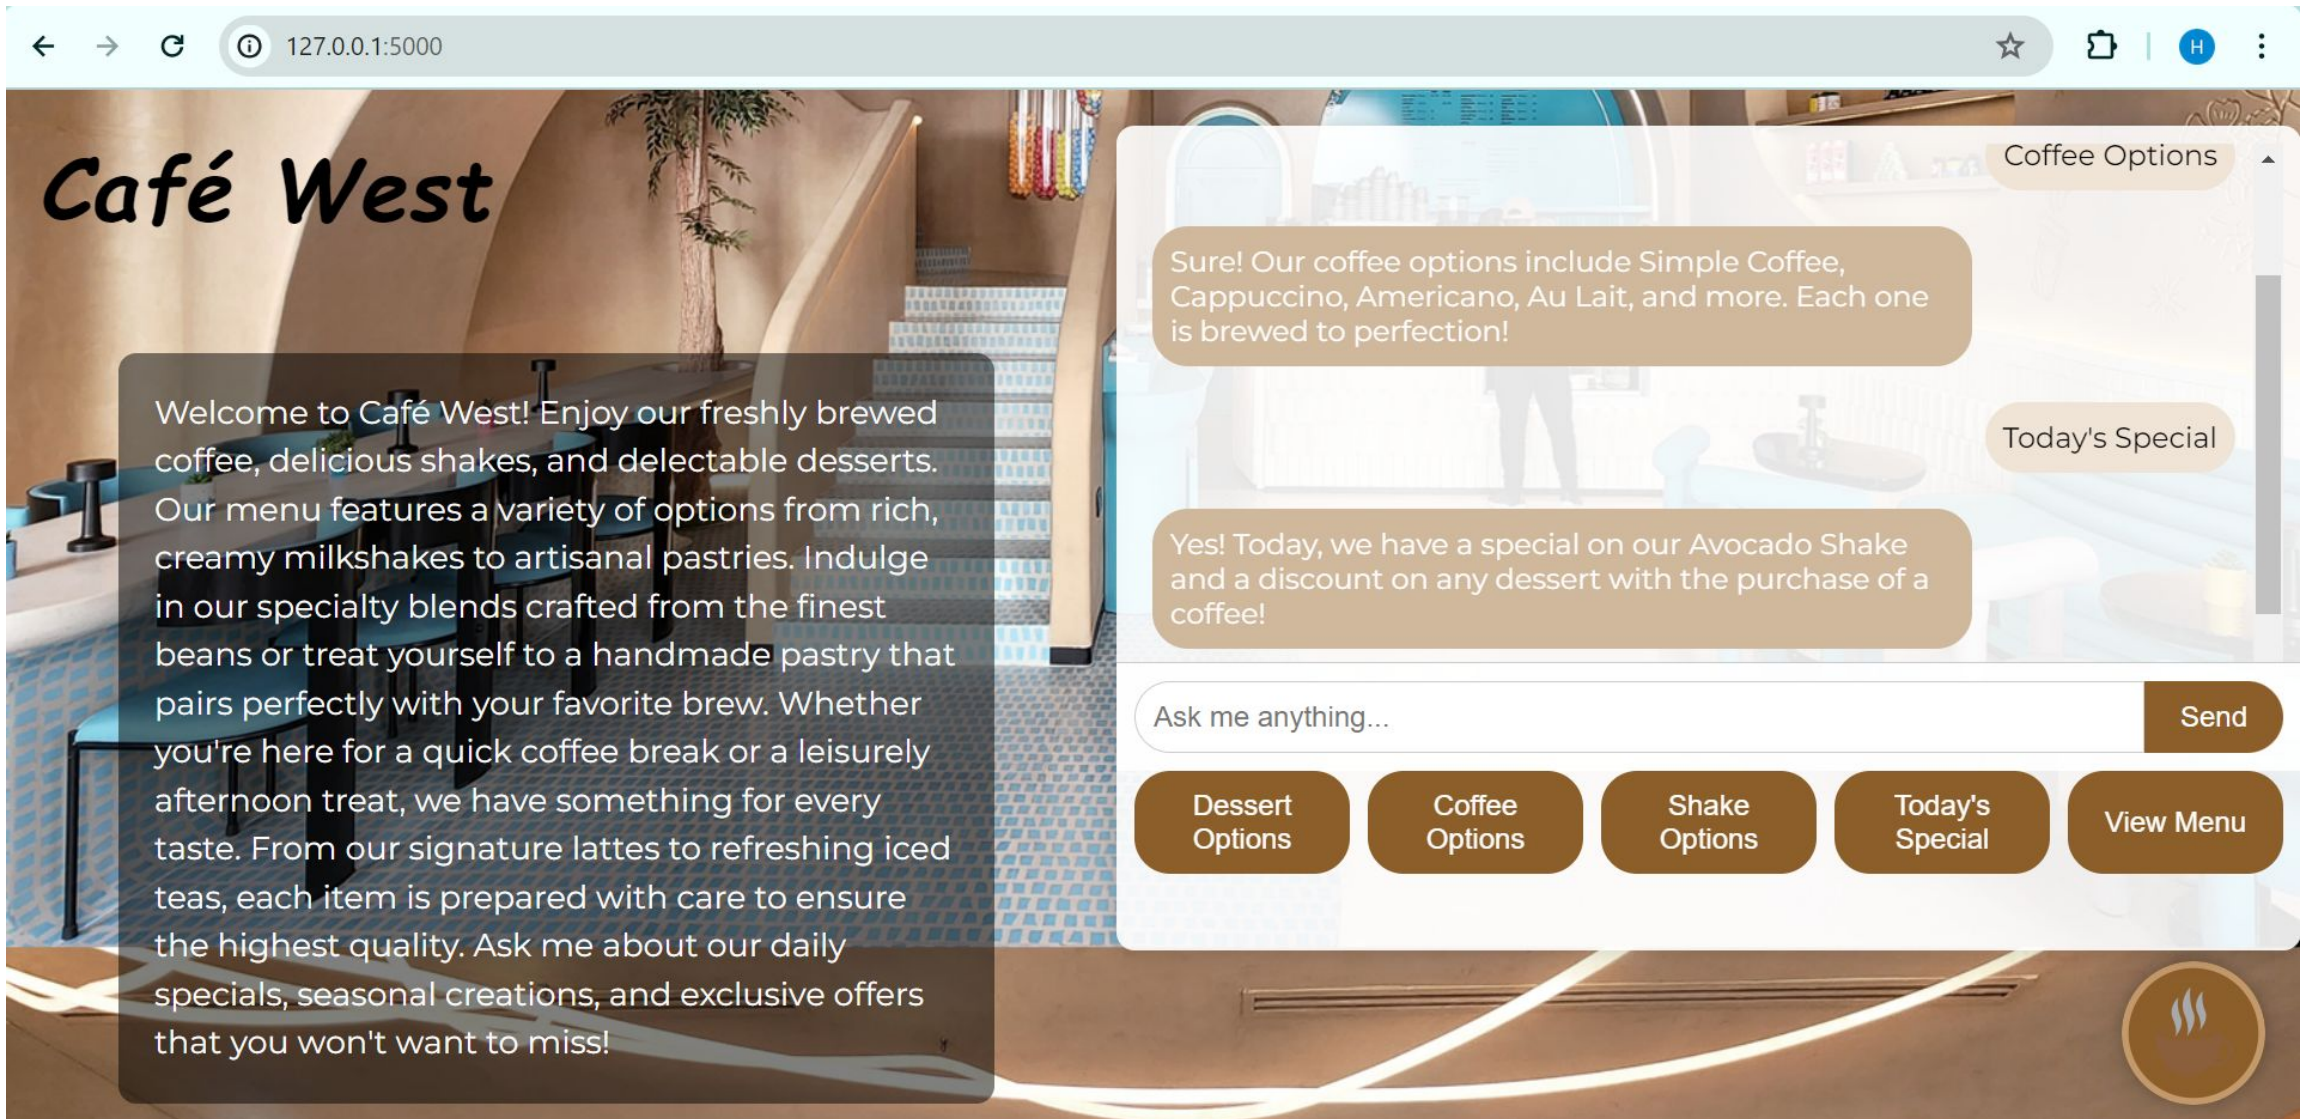 127.0.0.1:5000
H
Café West
Welcome to Café West! Enjoy our freshly brewed
coffee, delicious shakes, and delectable desserts.
Our menu features a variety of options from rich,
creamy milkshakes to artisanal pastries. Indulge
in our specialty blends crafted from the finest
beans or treat yourself to a handmade pastry that
pairs perfectly with your favorite brew. Whether
you're here for a quick coffee break or a leisurely
afternoon treat, we have something for every
taste. From our signature lattes to refreshing iced
teas, each item is prepared with care to ensure
the highest quality. Ask me about our daily
specials, seasonal creations, and exclusive offers
that you won't want to miss!
Coffee Options
Sure! Our coffee options include Simple Coffee,
Cappuccino, Americano, Au Lait, and more. Each one
is brewed to perfection!
Today's Special
Yes! Today, we have a special on our Avocado Shake
and a discount on any dessert with the purchase of a
coffee!
Ask me anything...
Send
Dessert
Options
Coffee
Options
Shake
Options
Today's
Special
View Menu